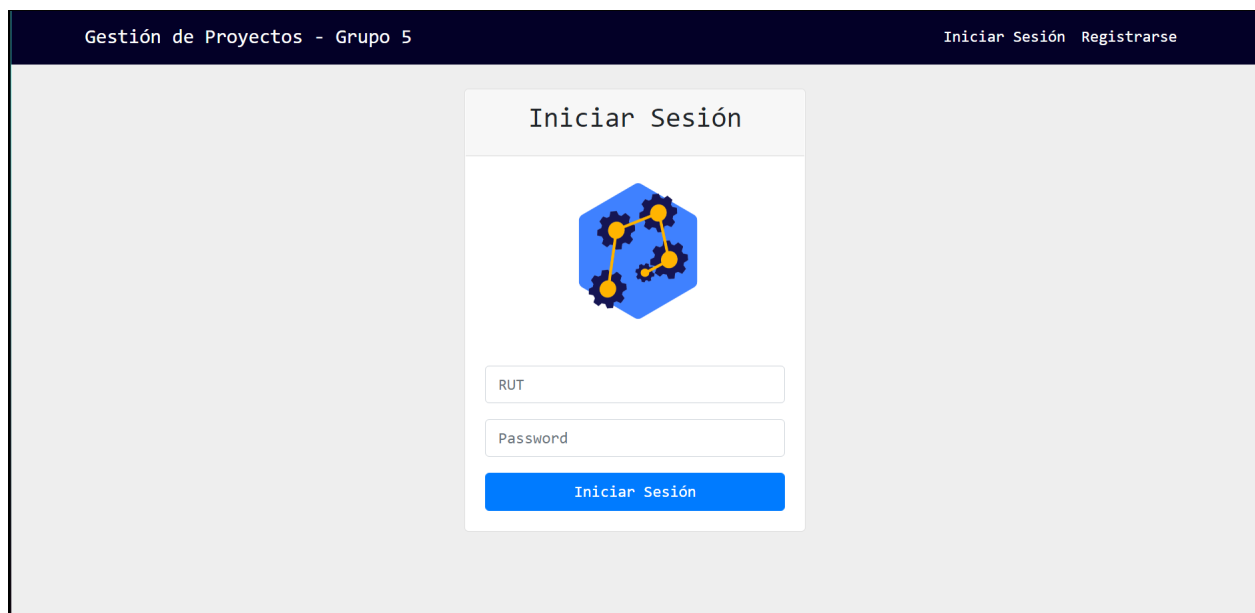 Gestión de Proyectos - Grupo 5
Iniciar Sesión Registrarse
Iniciar Sesión
RUT
Password
Iniciar Sesión